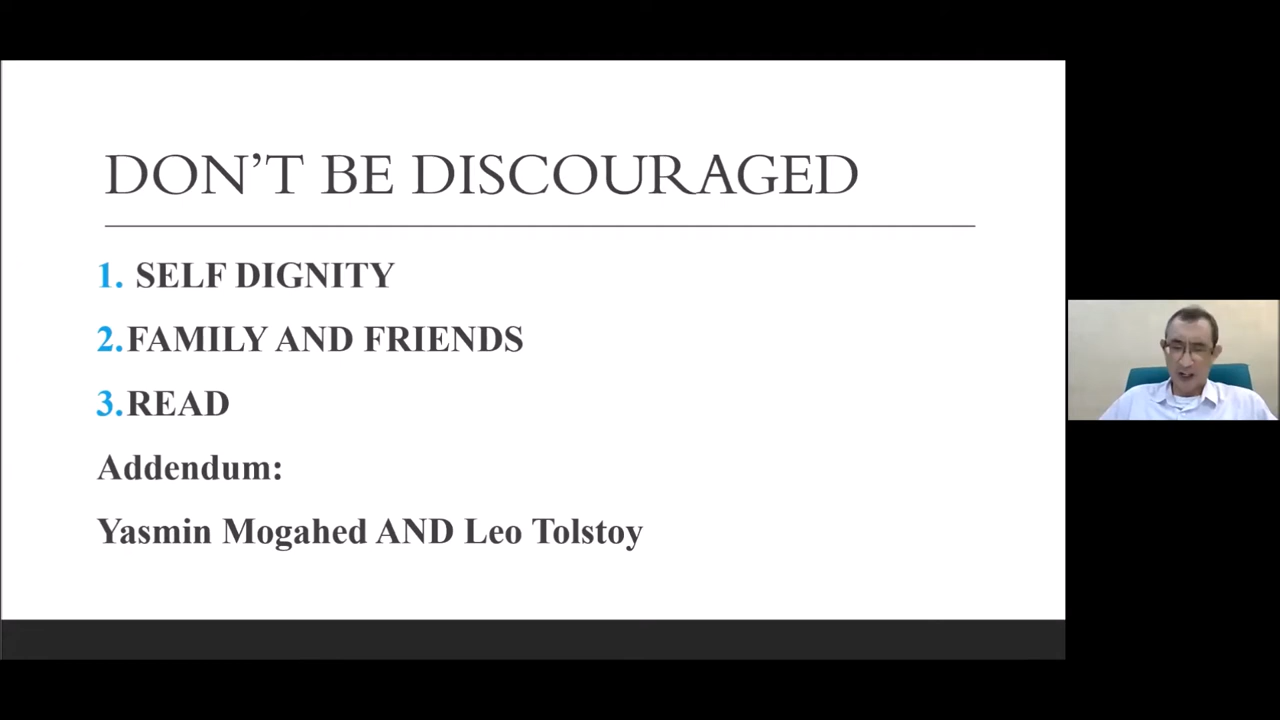 DON’T BE DISCOURAGED
1. SELF DIGNITY
2. FAMILY AND FRIENDS
3. READ
Addendum:
Yasmin Mogahed AND Leo Tolstoy